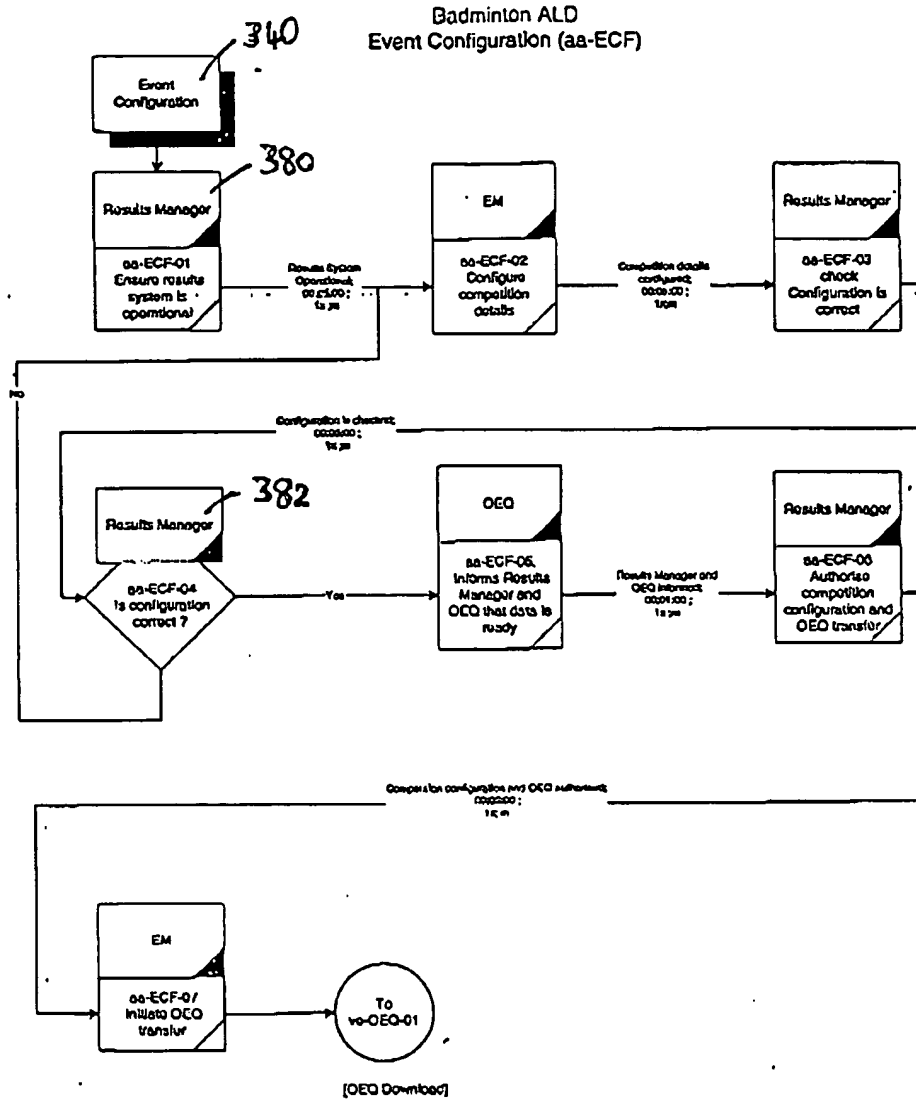 Badminton ALD
Event Configuration (aa-ECF)
340
Event
Configuration
380
Results Manager
aa-ECF-01
Ensure results
system is
operational
Results System
Operational;
EM
aa-ECF-02
Configure
competition
details
Competition details
configured;
Results Manager
aa-ECF-03
check
Configuration is
correct
No
Configuration is checked;
382
Results Manager
aa-ECF-04
Is configuration
correct ?
Yes
OEQ
aa-ECF-05.
Informs Results
Manager and
OEQ that data is
ready
Results Manager and
OEQ informed;
Results Manager
Authorise
competition
configuration and
OEQ transfer
Competition configuration and OEQ authorised;
EM
aa-ECF-07
Initiate OEQ
transfer
To
vo-OEQ-01
[OEQ Download]